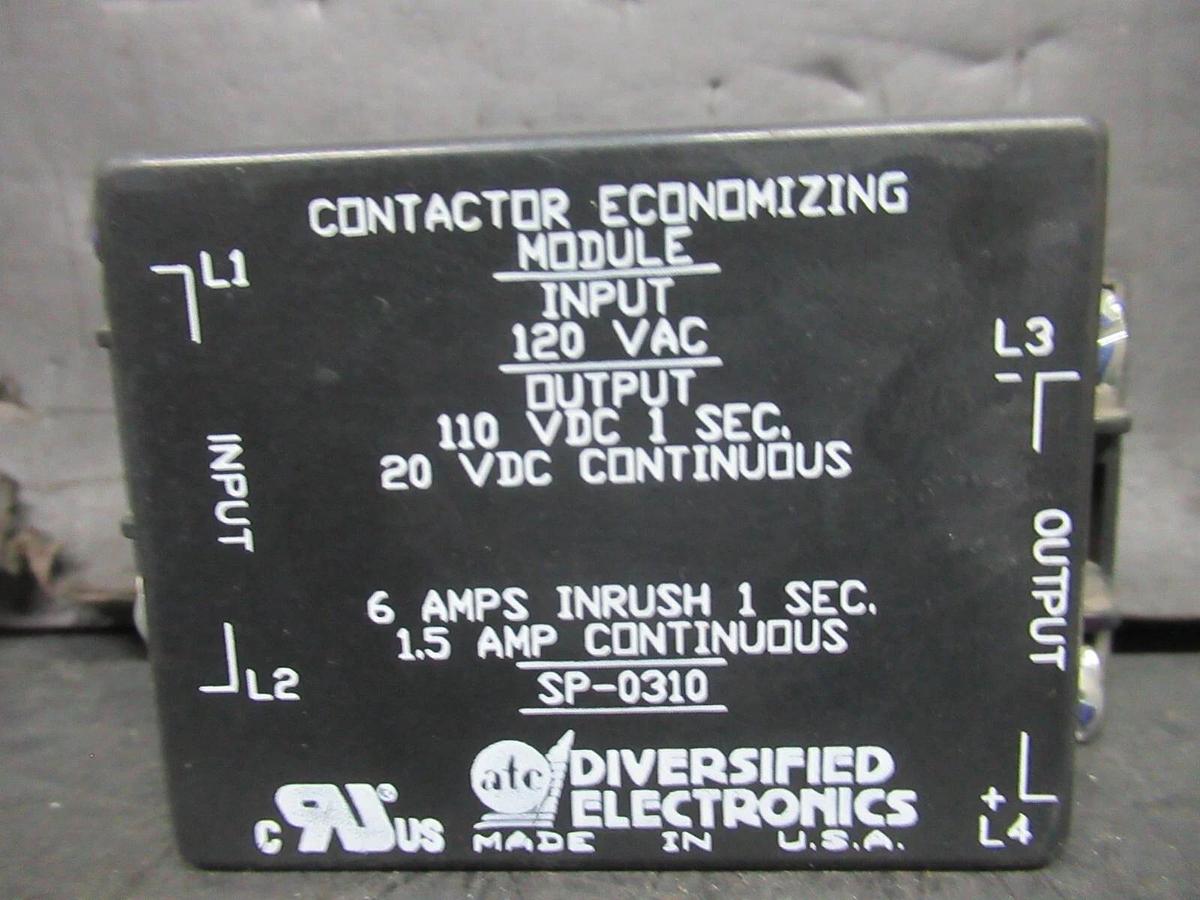 CONTACTOR ECONOMIZING
MODULE
INPUT
120 VAC
OUTPUT
110 VDC 1 SEC.
20 VDC CONTINUOUS
6 AMPS INRUSH 1 SEC.
1.5 AMP CONTINUOUS
SP-0310
L1
INPUT
L2
L3
-
OUTPUT
+
L4
C RU US
®
atc
DIVERSIFIED
ELECTRONICS
MADE IN U.S.A.